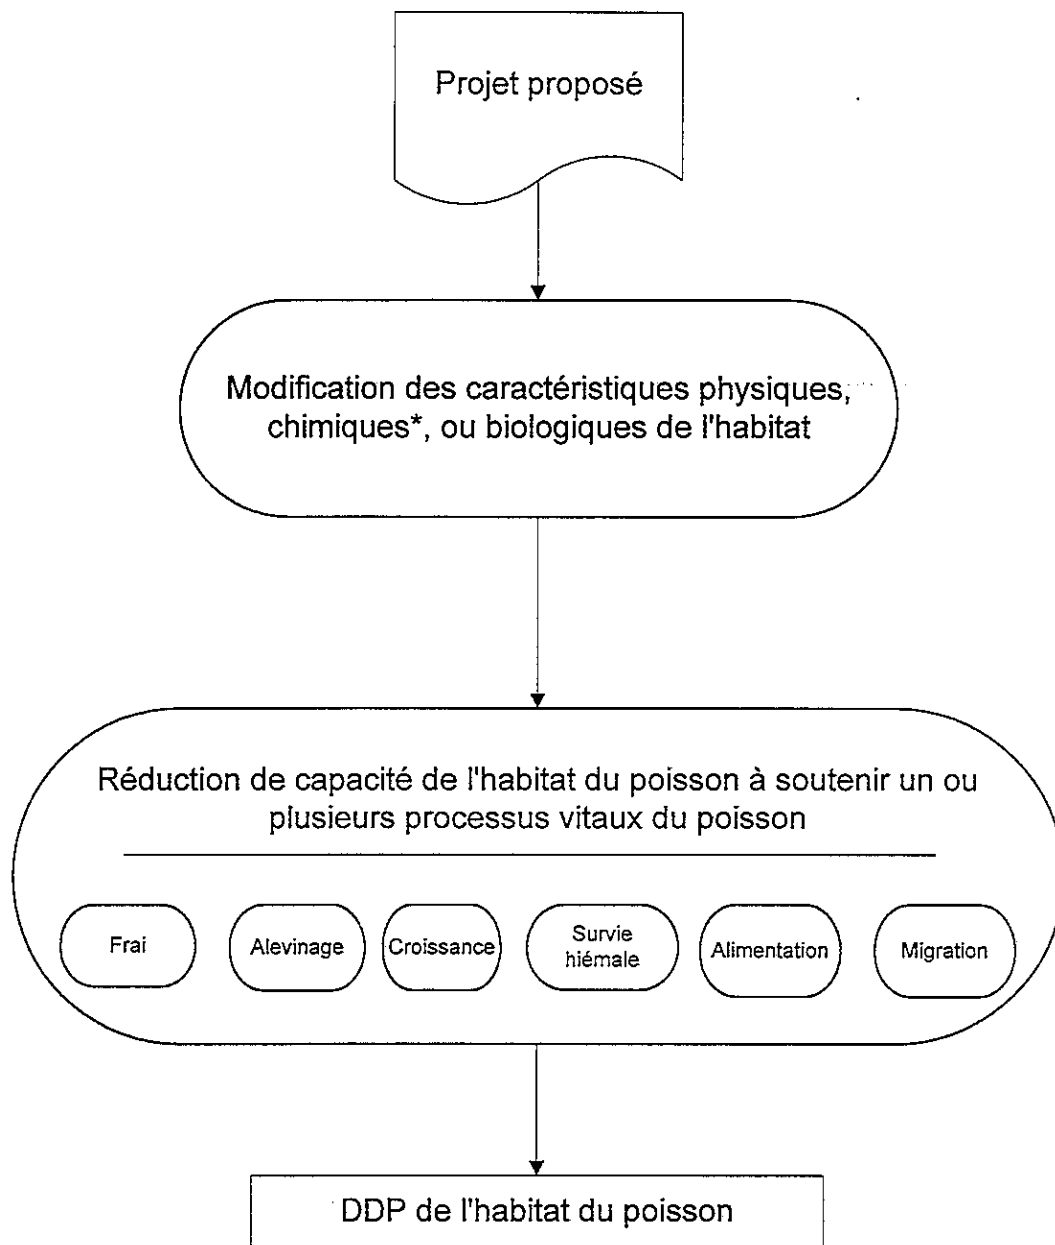 Projet proposé
Modification des caractéristiques physiques,
chimiques*, ou biologiques de l'habitat
Réduction de capacité de l'habitat du poisson à soutenir un ou
plusieurs processus vitaux du poisson
Frai
Alevinage
Croissance
Survie
hiémale
Alimentation
Migration
DDP de l'habitat du poisson